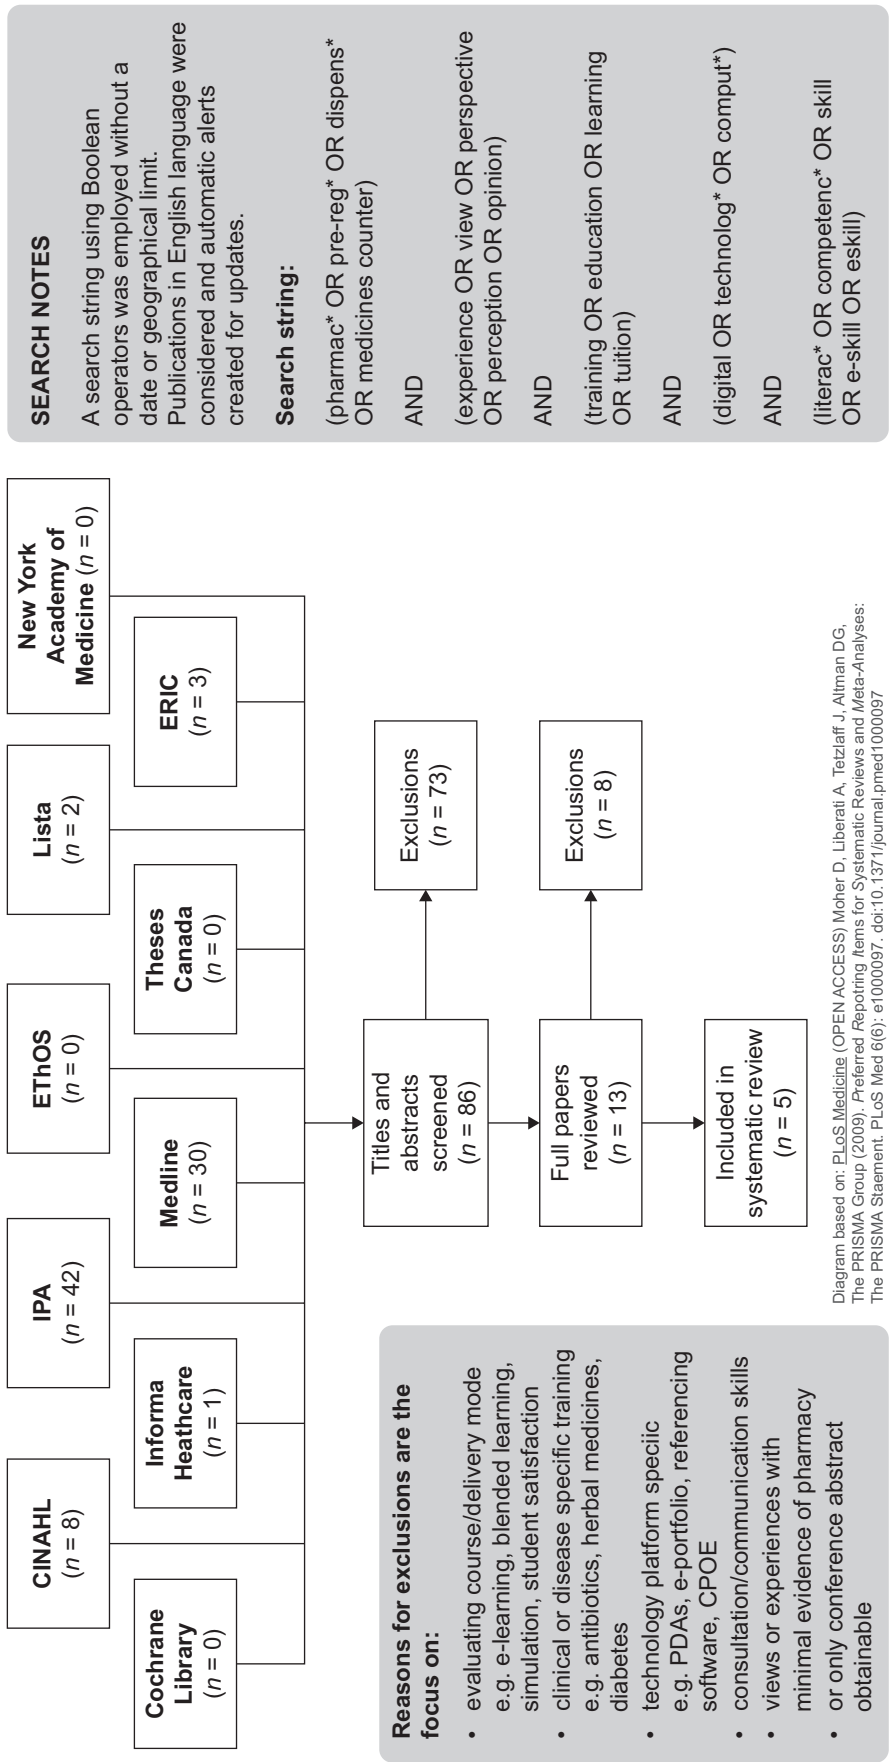 CINAHL
(n = 8)
IPA
(n = 42)
EThOS
(n = 0)
Lista
(n = 2)
New York
Academy of
Medicine (n = 0)
Cochrane
Library
(n = 0)
Informa
Heathcare
(n = 1)
Medline
(n = 30)
Theses
Canada
(n = 0)
ERIC
(n = 3)
Titles and
abstracts
screened
(n = 86)
Exclusions
(n = 73)
Full papers
reviewed
(n = 13)
Exclusions
(n = 8)
Included in
systematic review
(n = 5)
Reasons for exclusions are the
focus on:
• evaluating course/delivery mode
e.g. e-learning, blended learning,
simulation, student satisfaction
• clinical or disease specific training
e.g. antibiotics, herbal medicines,
diabetes
• technology platform speciic
e.g. PDAs, e-portfolio, referencing
software, CPOE
• consultation/communication skills
• views or experiences with
minimal evidence of pharmacy
• or only conference abstract
obtainable
SEARCH NOTES
A search string using Boolean
operators was employed without a
date or geographical limit.
Publications in English language were
considered and automatic alerts
created for updates.
Search string:
(pharmac* OR pre-reg* OR dispens*
OR medicines counter)
AND
(experience OR view OR perspective
OR perception OR opinion)
AND
(training OR education OR learning
OR tuition)
AND
(digital OR technolog* OR comput*)
AND
(literac* OR competenc* OR skill
OR e-skill OR eskill)
Diagram based on: PLoS Medicine (OPEN ACCESS) Moher D, Liberati A, Tetzlaff J, Altman DG,
The PRISMA Group (2009). Preferred Repotring Items for Systematic Reviews and Meta-Analyses:
The PRISMA Staement. PLoS Med 6(6): e1000097. doi:10.1371/journal.pmed1000097